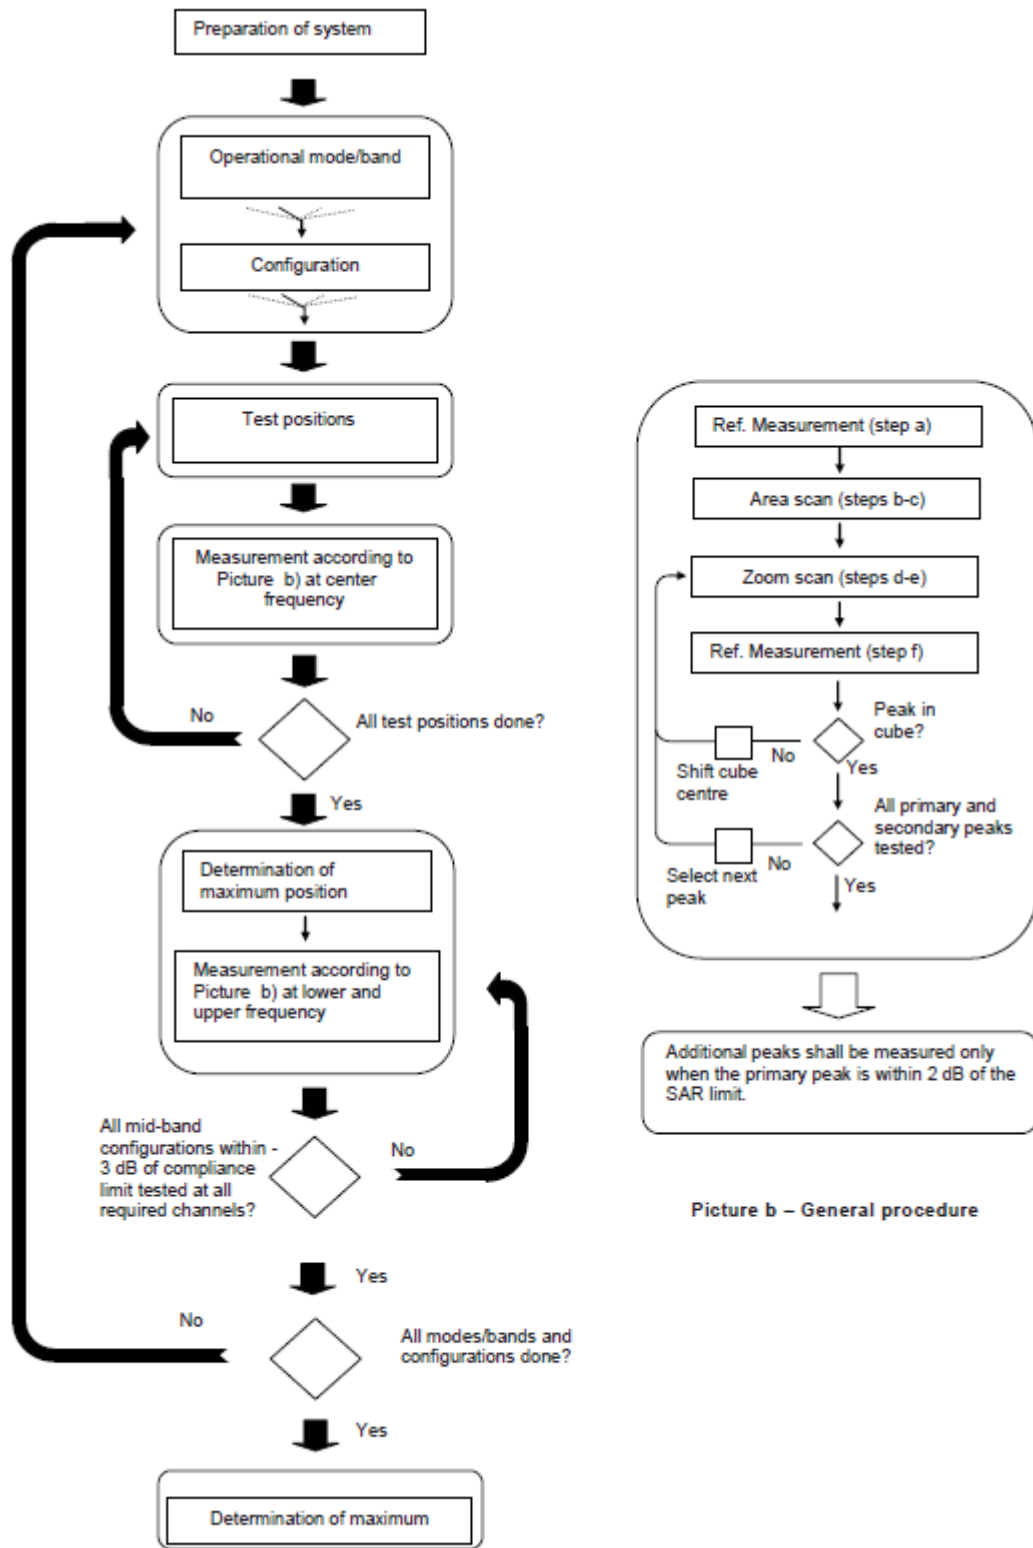 Preparation of system
Operational mode/band
Configuration
Test positions
Measurement according to
Picture b) at center
frequency
No
All test positions done?
Yes
Determination of
maximum position
Measurement according to
Picture b) at lower and
upper frequency
All mid-band
configurations within -
3 dB of compliance
limit tested at all
required channels?
No
Yes
No
All modes/bands and
configurations done?
Yes
Determination of maximum
Ref. Measurement (step a)
Area scan (steps b-c)
Zoom scan (steps d-e)
Ref. Measurement (step f)
Peak in
cube?
No
Shift cube
centre
Yes
All primary and
secondary peaks
tested?
No
Select next
peak
Yes
Additional peaks shall be measured only
when the primary peak is within 2 dB of the
SAR limit.
Picture b – General procedure